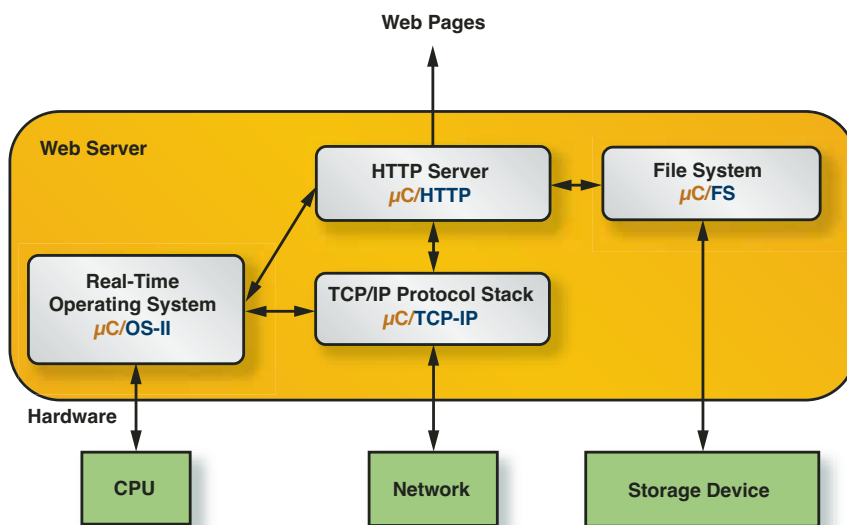 Web Pages
Web Server
HTTP Server
µC/HTTP
File System
µC/FS
Real-Time
Operating System
µC/OS-II
TCP/IP Protocol Stack
µC/TCP-IP
Hardware
CPU
Network
Storage Device